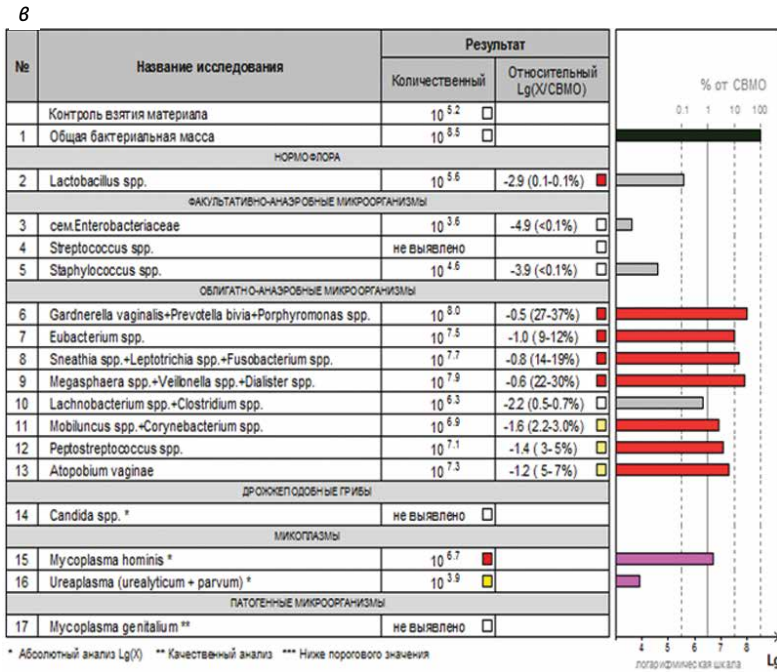 в
№ Название исследования Результат
Количественный Относительный Lg(X/СВМО)
% от СВМО
0.1 1 10 100
Контроль взятия материала 10 5.2
1 Общая бактериальная масса 10 8.5
НОРМОФЛОРА
2 Lactobacillus spp. 10 5.6 -2.9 (0.1-0.1%)
ФАКУЛЬТАТИВНО-АНАЭРОБНЫЕ МИКРООРГАНИЗМЫ
3 сем.Enterobacteriaceae 10 3.6 -4.9 (<0.1%)
4 Streptococcus spp. не выявлено
5 Staphylococcus spp. 10 4.6 -3.9 (<0.1%)
ОБЛИГАТНО-АНАЭРОБНЫЕ МИКРООРГАНИЗМЫ
6 Gardnerella vaginalis+Prevotella bivia+Porphyromonas spp. 10 8.0 -0.5 (27-37%)
7 Eubacterium spp. 10 7.5 -1.0 ( 9-12%)
8 Sneathia spp.+Leptotrichia spp.+Fusobacterium spp. 10 7.7 -0.8 (14-19%)
9 Megasphaera spp.+Veillonella spp.+Dialister spp. 10 7.9 -0.6 (22-30%)
10 Lachnobacterium spp.+Clostridium spp. 10 6.3 -2.2 (0.5-0.7%)
11 Mobiluncus spp.+Corynebacterium spp. 10 6.9 -1.6 (2.2-3.0%)
12 Peptostreptococcus spp. 10 7.1 -1.4 ( 3- 5%)
13 Atopobium vaginae 10 7.3 -1.2 ( 5- 7%)
ДРОЖЖЕПОДОБНЫЕ ГРИБЫ
14 Candida spp. * не выявлено
МИКОПЛАЗМЫ
15 Mycoplasma hominis * 10 6.7
16 Ureaplasma (urealyticum + parvum) * 10 3.9
ПАТОГЕННЫЕ МИКРООРГАНИЗМЫ
17 Mycoplasma genitalium ** не выявлено
4 5 6 7 8 Lg
логарифмическая шкала
* Абсолютный анализ Lg(X) ** Качественный анализ *** Ниже порогового значения